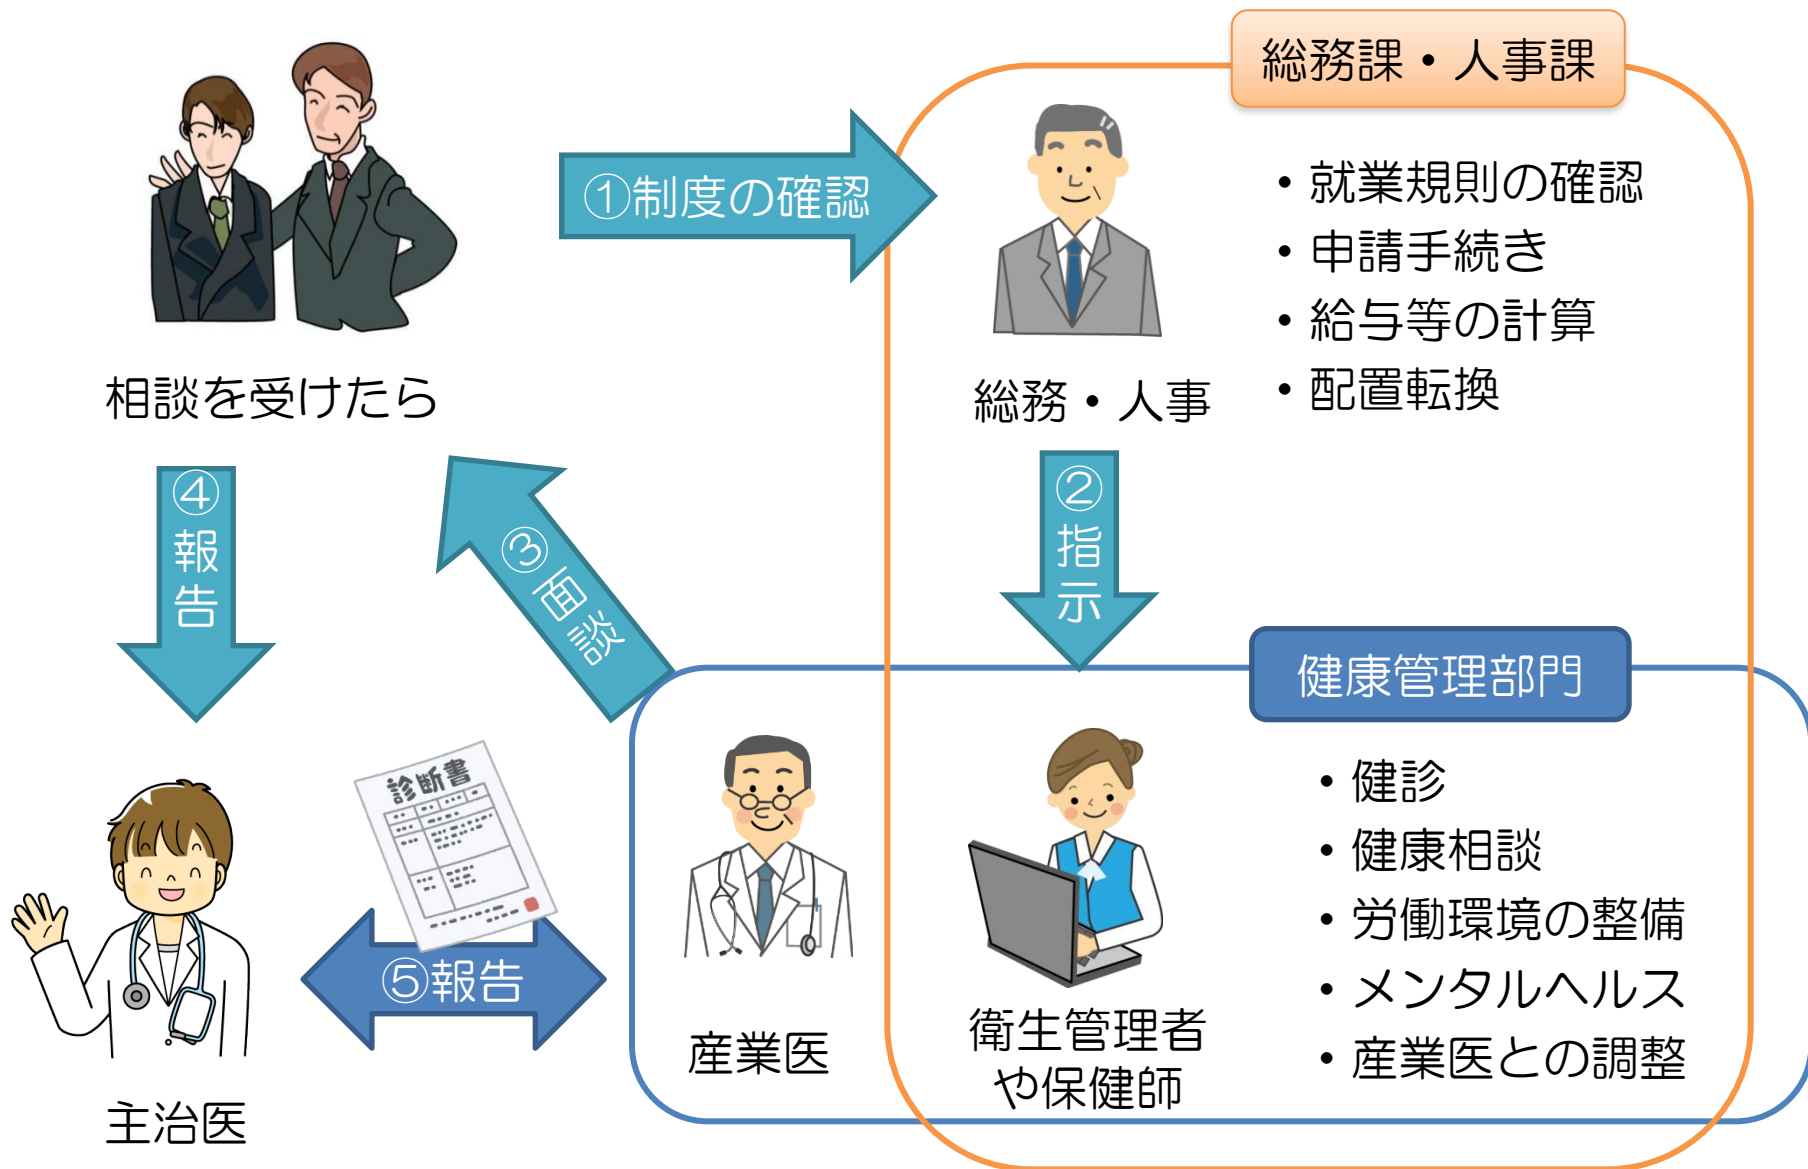 総務課・人事課
①制度の確認
・就業規則の確認
・申請手続き
・給与等の計算
・配置転換
相談を受けたら
総務・人事
④報告
③面談
②指示
健康管理部門
診断書
・健診
・健康相談
・労働環境の整備
・メンタルヘルス
・産業医との調整
⑤報告
産業医
衛生管理者
や保健師
主治医